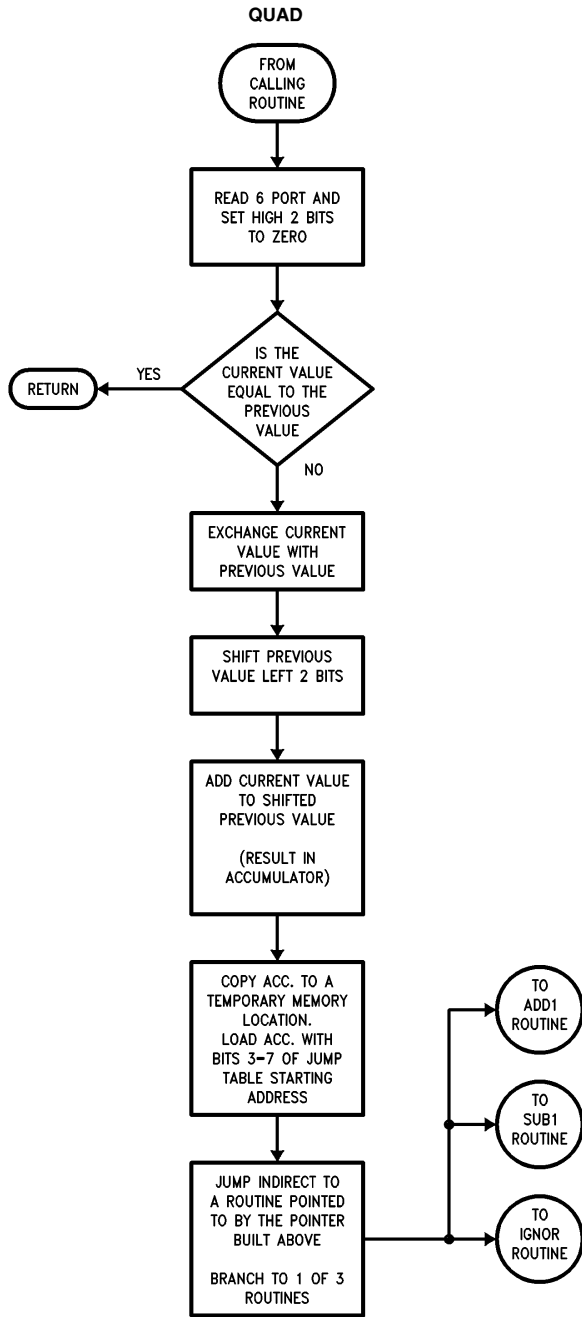 QUAD
FROM
CALLING
ROUTINE
READ 6 PORT AND
SET HIGH 2 BITS
TO ZERO
IS THE
CURRENT VALUE
EQUAL TO THE
PREVIOUS
VALUE
YES
RETURN
NO
EXCHANGE CURRENT
VALUE WITH
PREVIOUS VALUE
SHIFT PREVIOUS
VALUE LEFT 2 BITS
ADD CURRENT VALUE
TO SHIFTED
PREVIOUS VALUE
(RESULT IN
ACCUMULATOR)
COPY ACC. TO A
TEMPORARY MEMORY
LOCATION.
LOAD ACC. WITH
BITS 3-7 OF JUMP
TABLE STARTING
ADDRESS
JUMP INDIRECT TO
A ROUTINE POINTED
TO BY THE POINTER
BUILT ABOVE
BRANCH TO 1 OF 3
ROUTINES
TO
ADD1
ROUTINE
TO
SUB1
ROUTINE
TO
IGNOR
ROUTINE